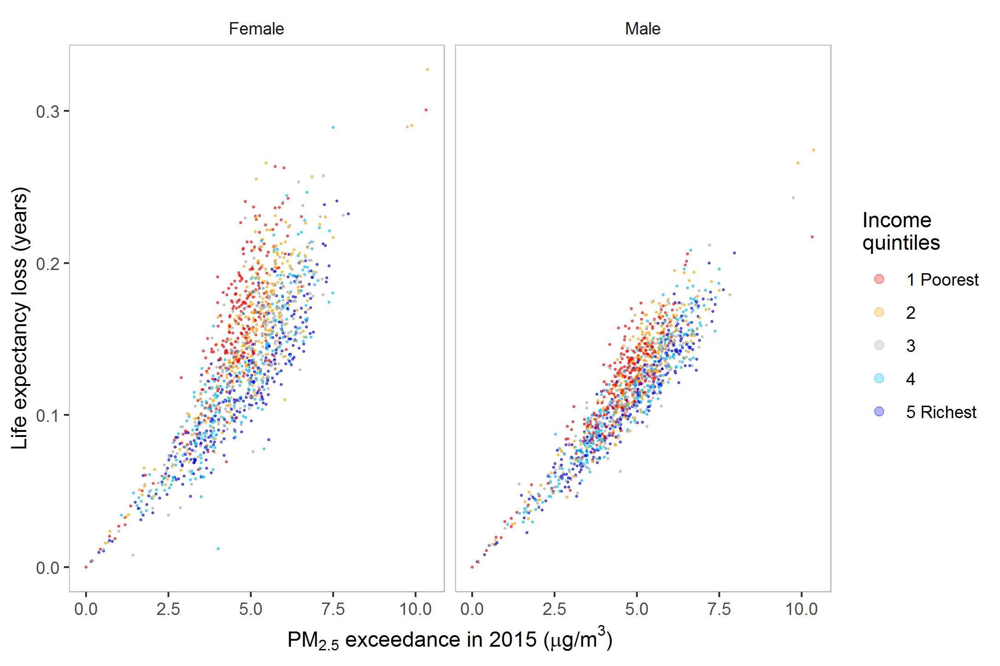 Female
Male
0.3
0.2
0.1
0.0
Life expectancy loss (years)
0.0 2.5 5.0 7.5 10.0
0.0 2.5 5.0 7.5 10.0
PM2.5 exceedance in 2015 (μg/m³)
Income
quintiles
1 Poorest
2
3
4
5 Richest